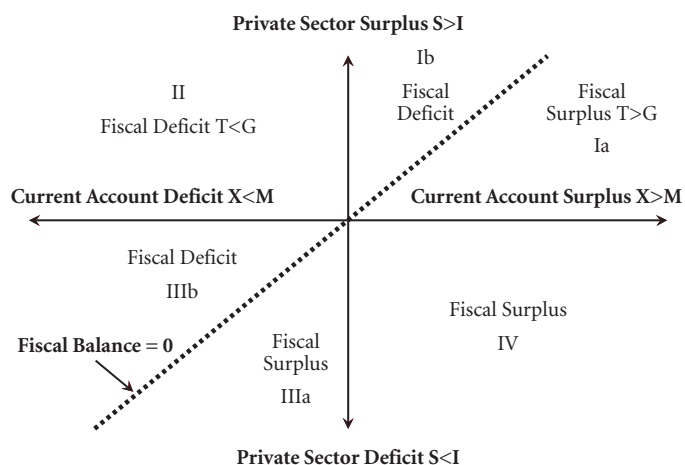 Private Sector Surplus S>I
Ib
II
Fiscal Deficit T<G
Fiscal
Deficit
Fiscal
Surplus T>G
Ia
Current Account Deficit X<M
Current Account Surplus X>M
Fiscal Deficit
IIIb
Fiscal Surplus
IV
Fiscal Balance = 0
Fiscal
Surplus
IIIa
Private Sector Deficit S<I